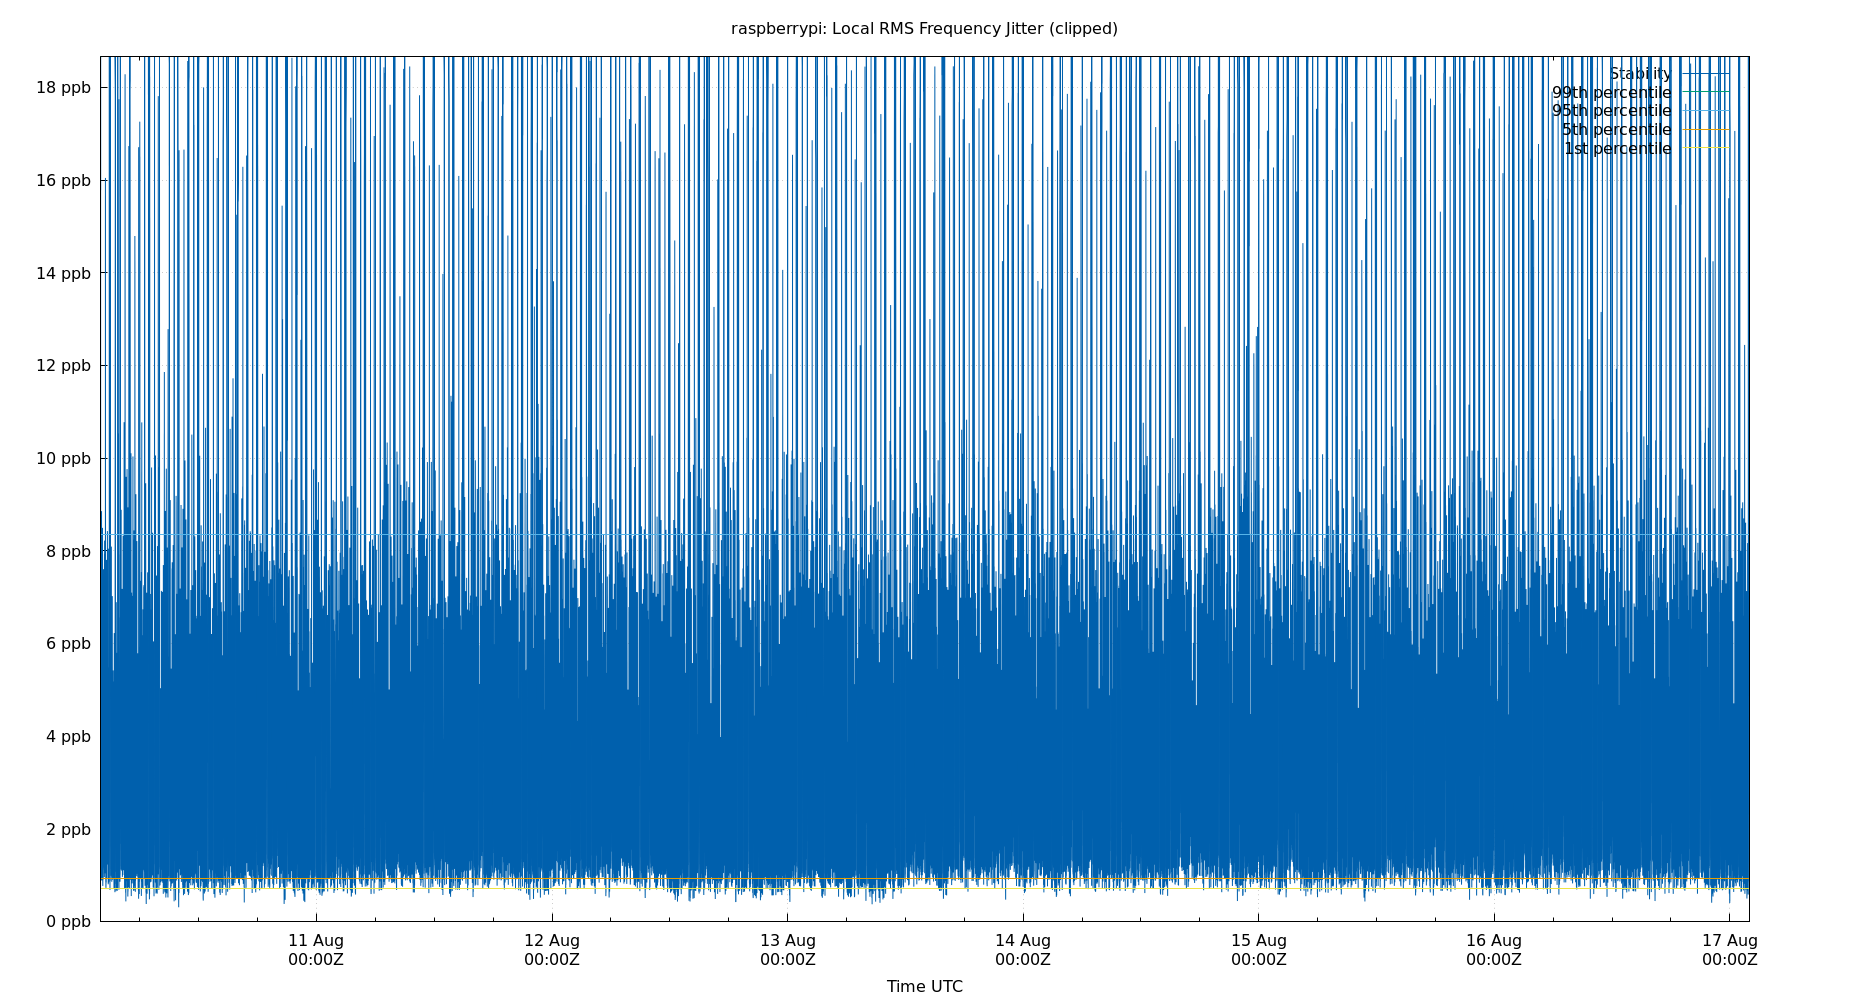 raspberrypi: Local RMS Frequency Jitter (clipped)
Stability
99th percentile
95th percentile
5th percentile
1st percentile
18 ppb
16 ppb
14 ppb
12 ppb
10 ppb
8 ppb
6 ppb
4 ppb
2 ppb
0 ppb
11 Aug
00:00Z
12 Aug
00:00Z
13 Aug
00:00Z
14 Aug
00:00Z
15 Aug
00:00Z
16 Aug
00:00Z
17 Aug
00:00Z
Time UTC